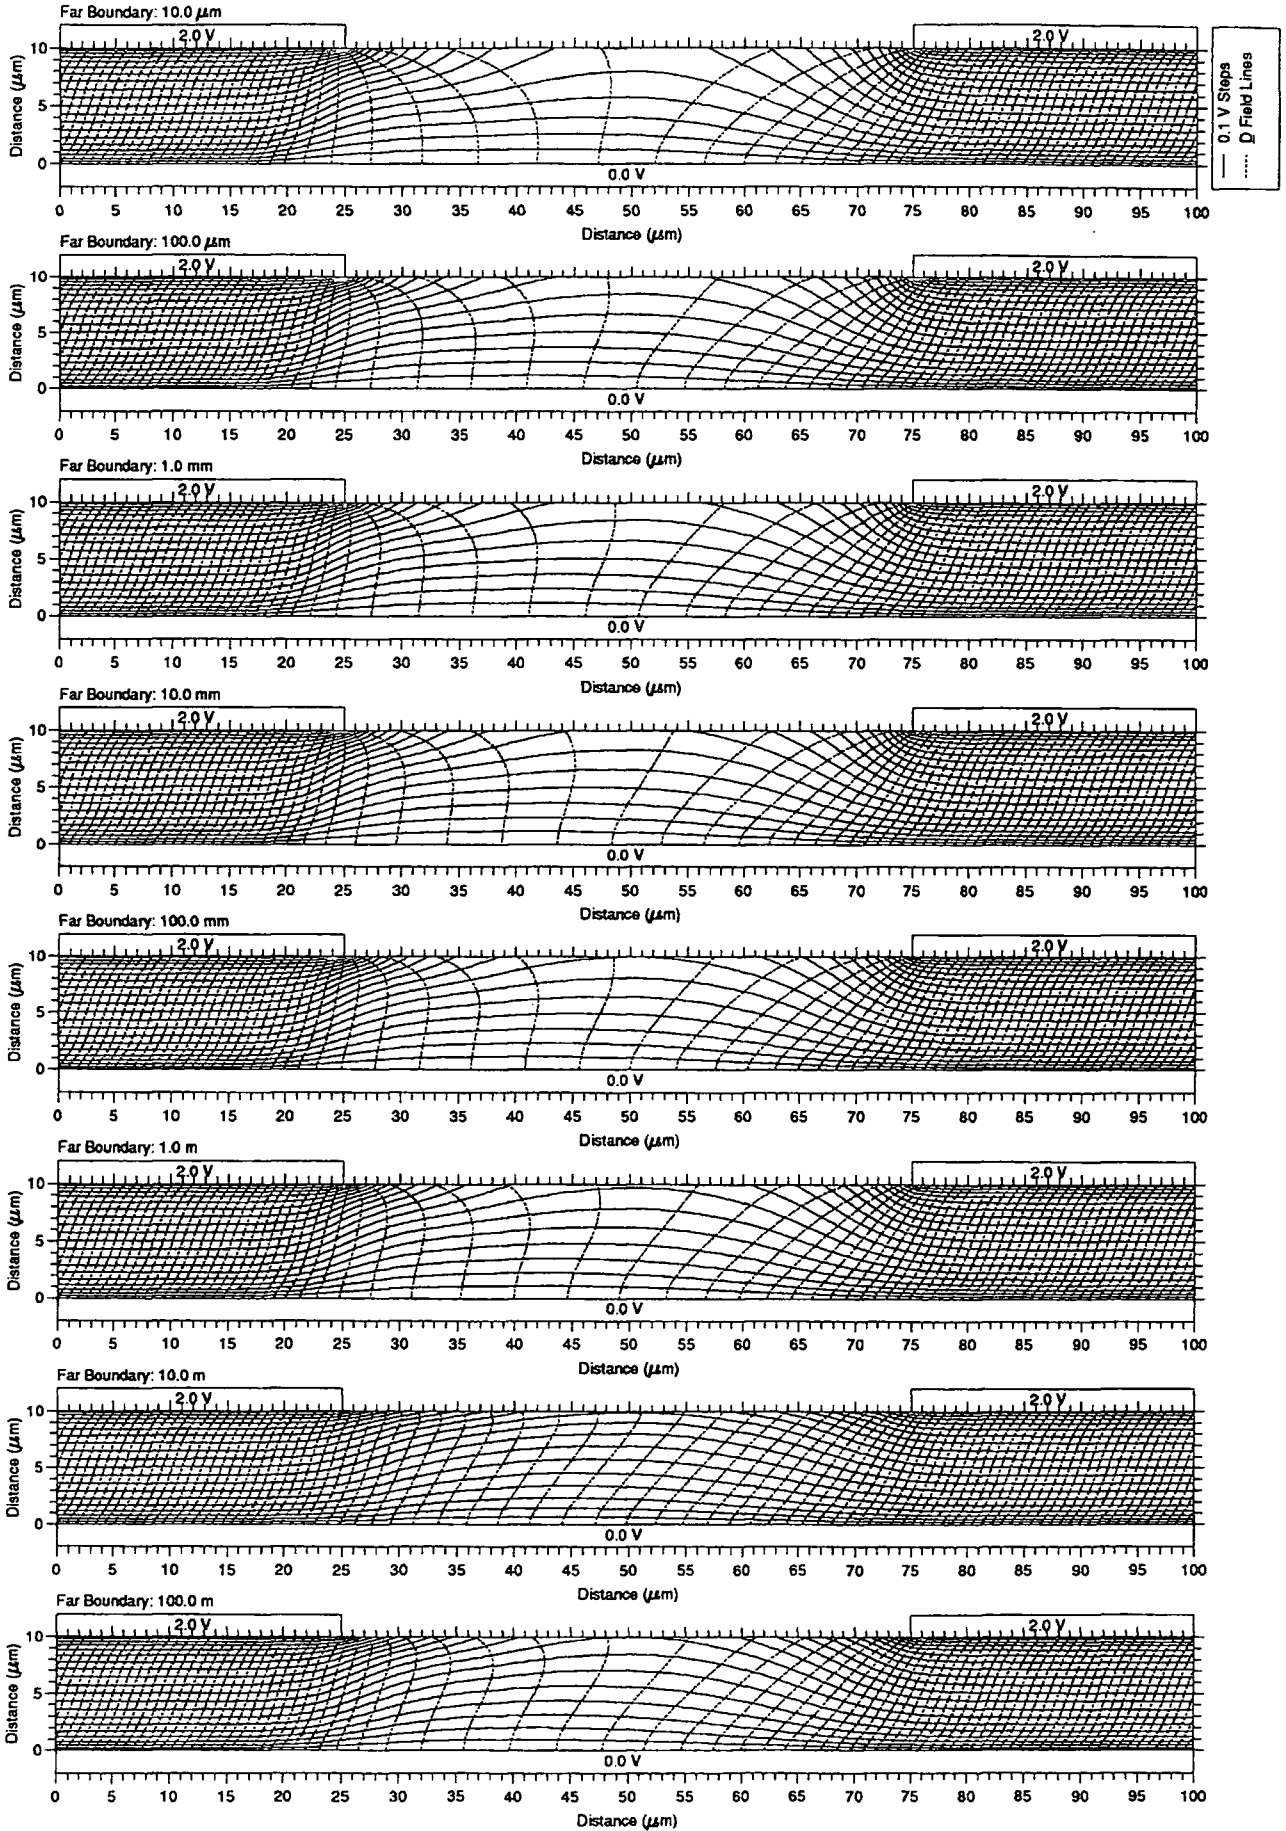 Far Boundary: 10.0 μm
2.0 V 2.0 V
10
5
0
Distance (μm)
0.0 V
0 5 10 15 20 25 30 35 40 45 50 55 60 65 70 75 80 85 90 95 100
Distance (μm)
0.1 V Steps
D Field Lines
Far Boundary: 100.0 μm
2.0 V 2.0 V
10
5
0
Distance (μm)
0.0 V
0 5 10 15 20 25 30 35 40 45 50 55 60 65 70 75 80 85 90 95 100
Distance (μm)
Far Boundary: 1.0 mm
2.0 V 2.0 V
10
5
0
Distance (μm)
0.0 V
0 5 10 15 20 25 30 35 40 45 50 55 60 65 70 75 80 85 90 95 100
Distance (μm)
Far Boundary: 10.0 mm
2.0 V 2.0 V
10
5
0
Distance (μm)
0.0 V
0 5 10 15 20 25 30 35 40 45 50 55 60 65 70 75 80 85 90 95 100
Distance (μm)
Far Boundary: 100.0 mm
2.0 V 2.0 V
10
5
0
Distance (μm)
0.0 V
0 5 10 15 20 25 30 35 40 45 50 55 60 65 70 75 80 85 90 95 100
Distance (μm)
Far Boundary: 1.0 m
2.0 V 2.0 V
10
5
0
Distance (μm)
0.0 V
0 5 10 15 20 25 30 35 40 45 50 55 60 65 70 75 80 85 90 95 100
Distance (μm)
Far Boundary: 10.0 m
2.0 V 2.0 V
10
5
0
Distance (μm)
0.0 V
0 5 10 15 20 25 30 35 40 45 50 55 60 65 70 75 80 85 90 95 100
Distance (μm)
Far Boundary: 100.0 m
2.0 V 2.0 V
10
5
0
Distance (μm)
0.0 V
0 5 10 15 20 25 30 35 40 45 50 55 60 65 70 75 80 85 90 95 100
Distance (μm)